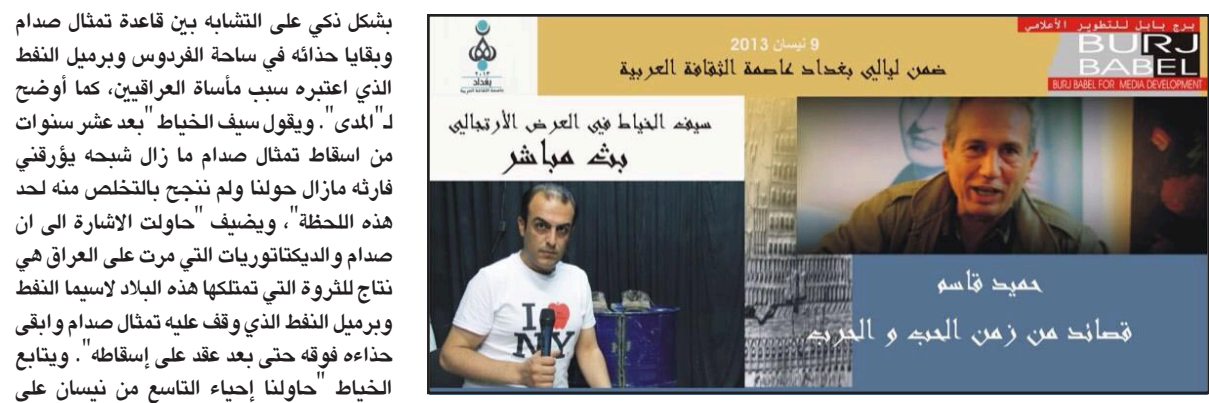 بشكل ذكي على التشابه بين قاعدة تمثال صدام
وبقايا حذائه في ساحة الفردوس وبرميل النفط
الذي اعتبره سبب مأساة العراقيين، كما أوضح
لـ"المدى". ويقول سيف الخياط "بعد عشر سنوات
من اسقاط تمثال صدام ما زال شبحه يؤرقني
فارثه مازال حولنا ولم ننجح بالتخلص منه لحد
هذه اللحظة"، ويضيف "حاولت الاشارة الى ان
صدام والديكتاتوريات التي مرت على العراق هي
نتاج للثروة التي تمتلكها هذه البلاد لاسيما النفط
وبرميل النفط الذي وقف عليه تمثال صدام وابقى
حذاءه فوقه حتى بعد عقد على إسقاطه". ويتابع
الخياط "حاولنا إحياء التاسع من نيسان على
برج بابل للتطوير الأعلامي
BURJ
BABEL
BURJ BABEL FOR MEDIA DEVELOPMENT
9 نيسان 2013
ضمن ليالي بغداد عاصمة الثقافة العربية
٢٠١٣
بغداد
عاصمة الثقافة العربية
سيف الخياط في العرض الأرتجالي
بث مباشر
I
NY
حميد قاسم
قصائد من زمن الحب و الحرب